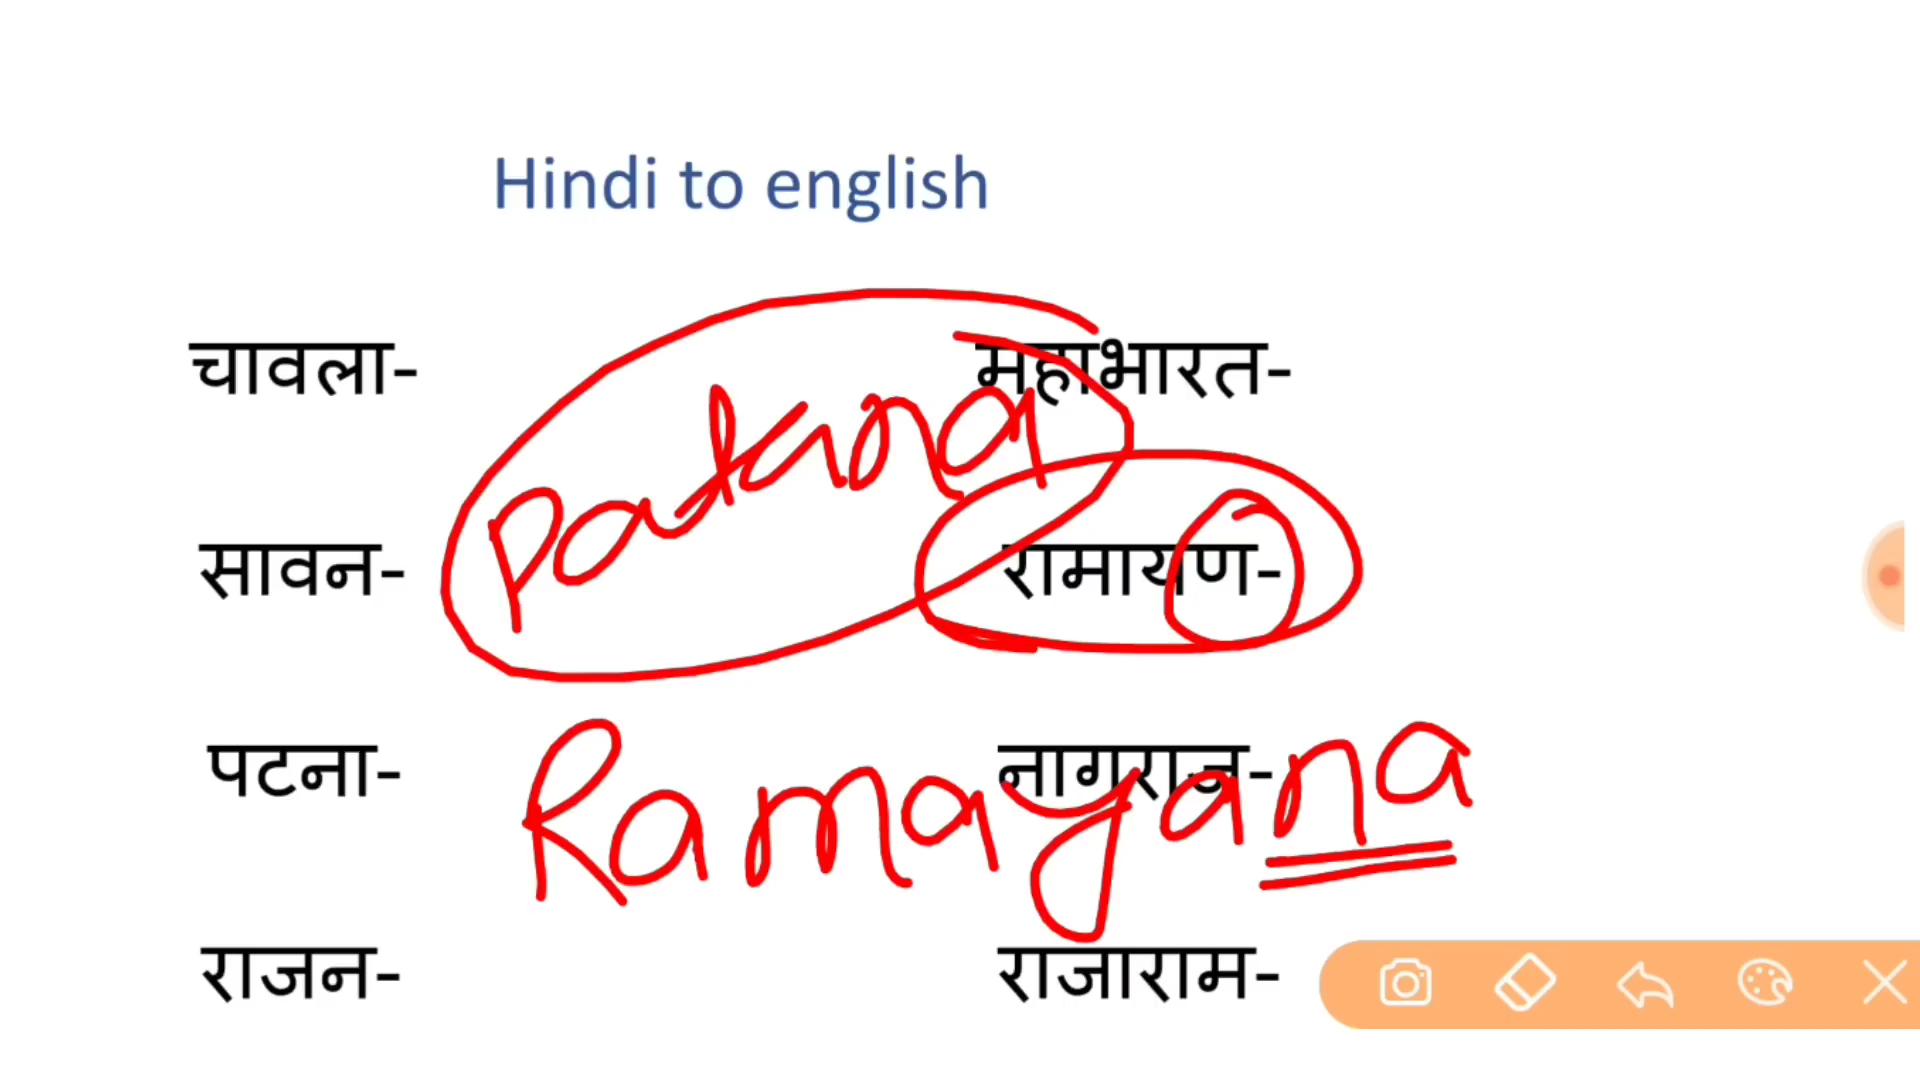 Hindi to english
चावला- महाभारत-
patana
सावन- रामायण-
पटना- नागराज-
Ramayana
राजन- राजाराम-